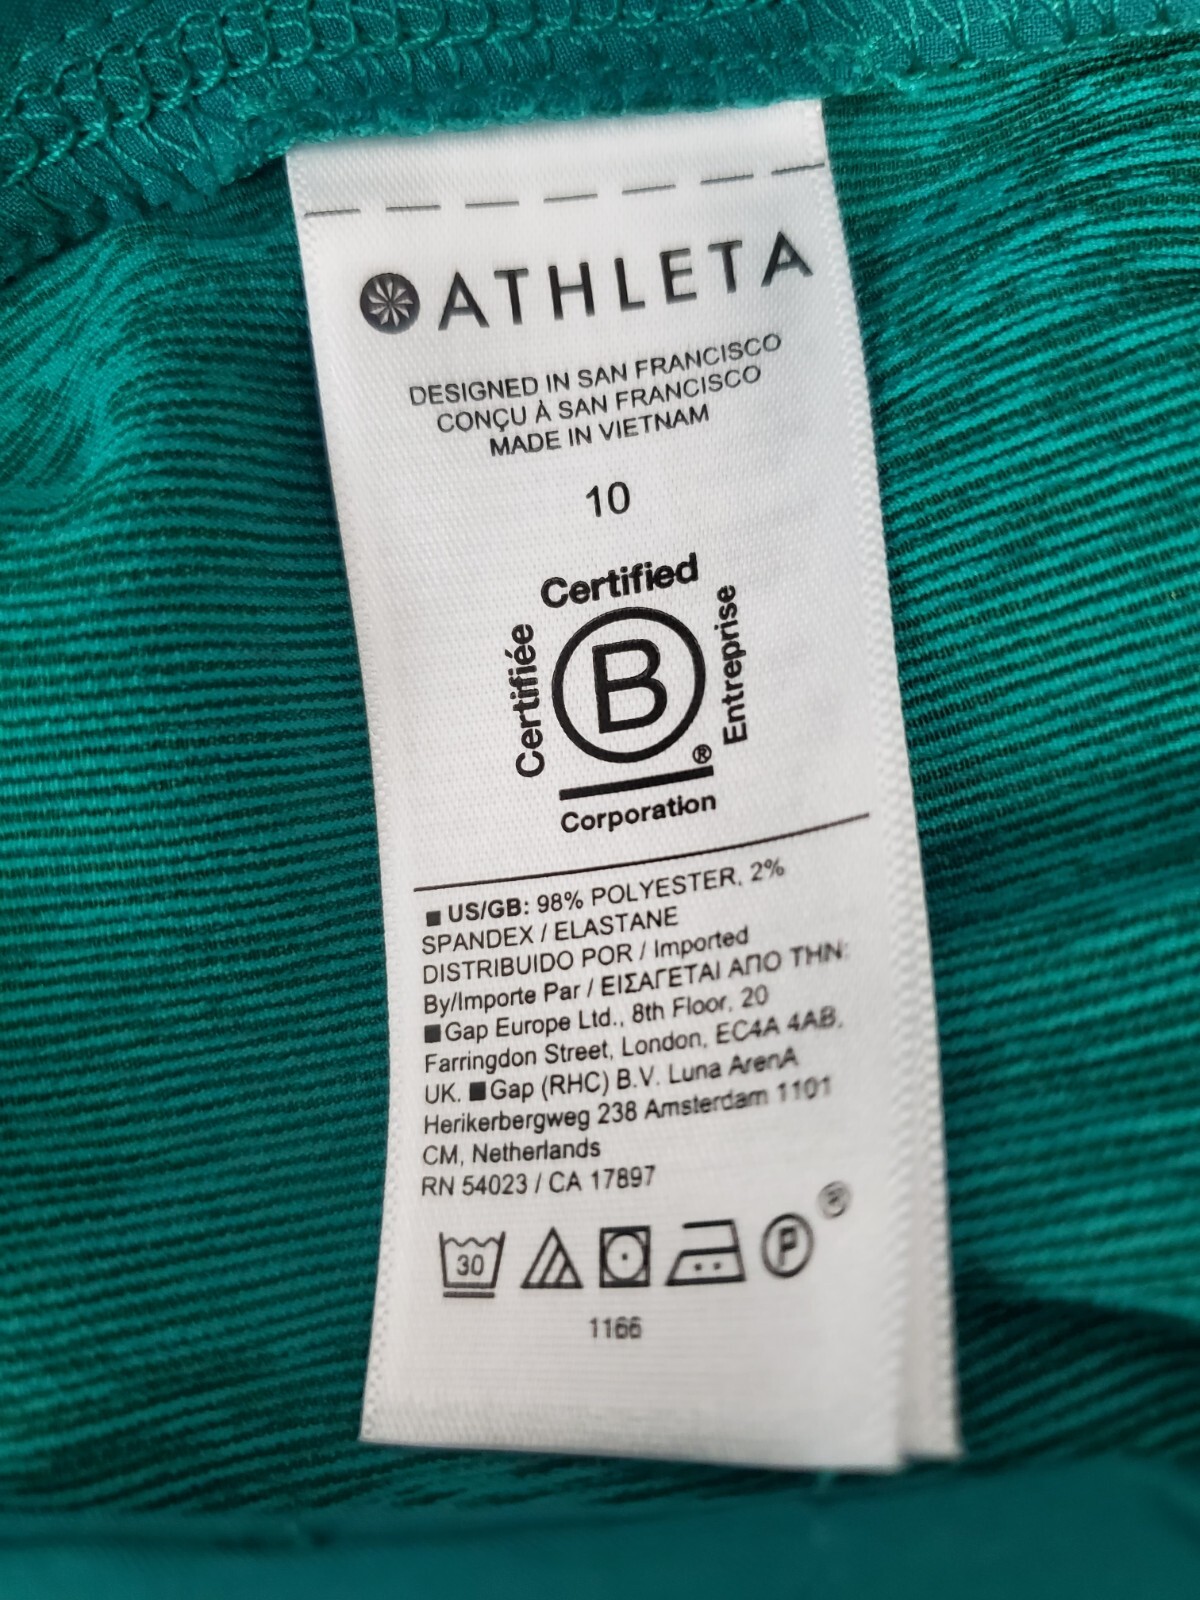 ATHLETA
DESIGNED IN SAN FRANCISCO
CONÇU À SAN FRANCISCO
MADE IN VIETNAM
10
Certified
Certifiée
B
Entreprise
®
Corporation
US/GB: 98% POLYESTER, 2%
SPANDEX / ELASTANE
DISTRIBUIDO POR / Imported
By/Importe Par / ΕΙΣΑΓΕΤΑΙ ΑΠΟ ΤΗΝ:
Gap Europe Ltd., 8th Floor, 20
Farringdon Street, London, EC4A 4AB,
UK. Gap (RHC) B.V. Luna ArenA
Herikerbergweg 238 Amsterdam 1101
CM, Netherlands
RN 54023 / CA 17897
30 P ®
1166